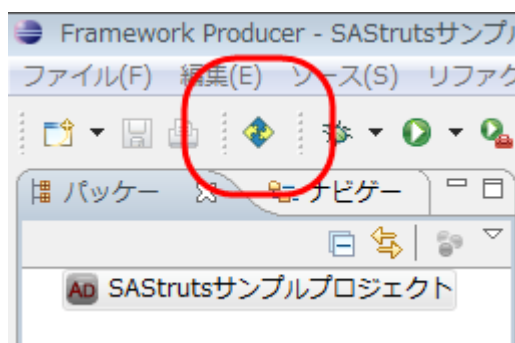 Framework Producer - SAStrutsサンプル
ファイル(F) 編集(E) ソース(S) リファク
パッケー ナビゲー
AD SAStrutsサンプルプロジェクト